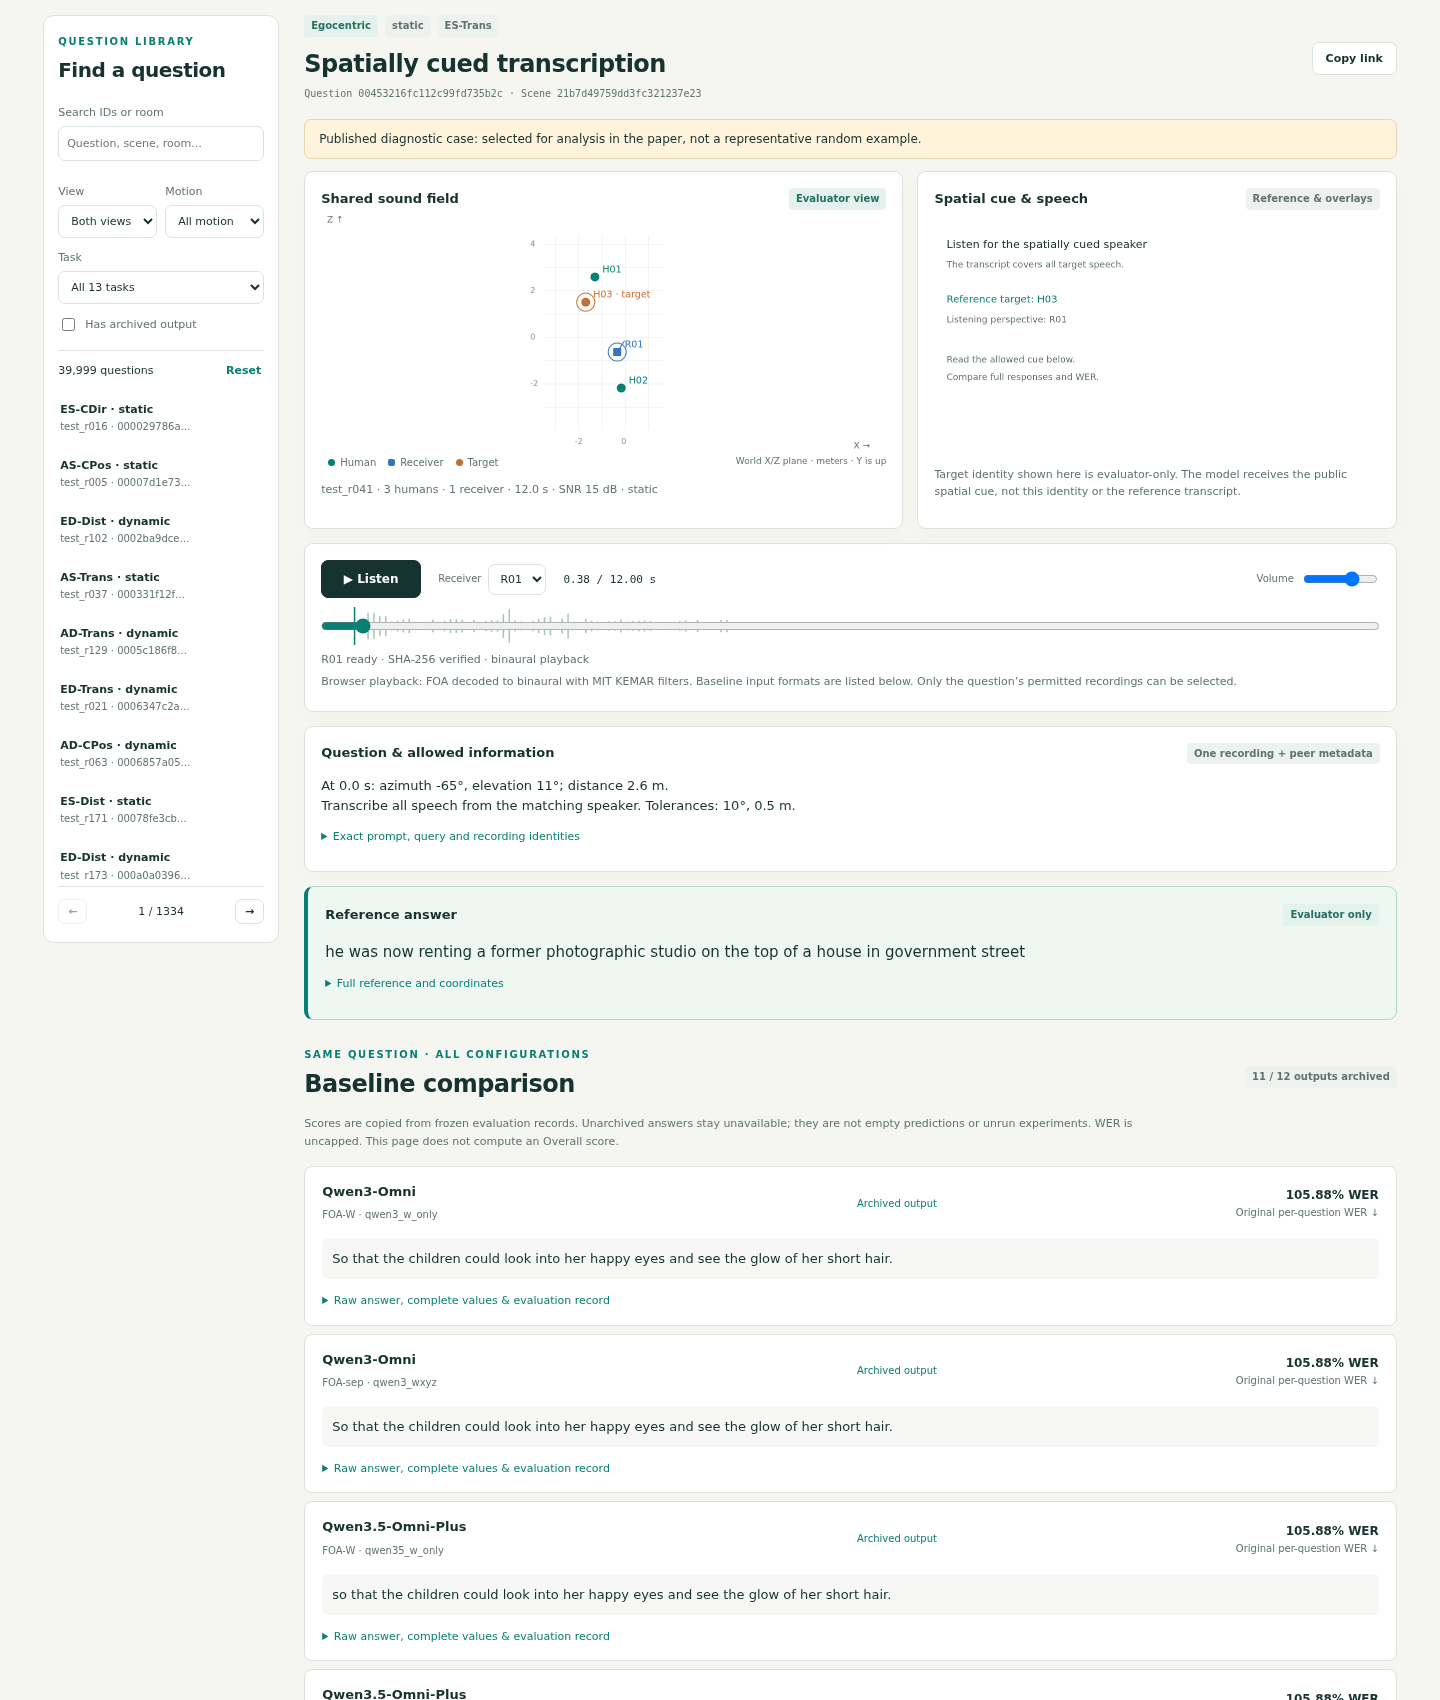 QUESTION LIBRARY
Find a question
Search IDs or room
Question, scene, room...
View
Motion
Both views
All motion
Task
All 13 tasks
Has archived output
39,999 questions
Reset
ES-CDir · static
test_r016 · 000029786a...
AS-CPos · static
test_r005 · 00007d1e73...
ED-Dist · dynamic
test_r102 · 0002ba9dce...
AS-Trans · static
test_r037 · 000331f12f...
AD-Trans · dynamic
test_r129 · 0005c186f8...
ED-Trans · dynamic
test_r021 · 0006347c2a...
AD-CPos · dynamic
test_r063 · 0006857a05...
ES-Dist · static
test_r171 · 00078fe3cb...
ED-Dist · dynamic
test_r173 · 000a0a0396...
←
1 / 1334
→
Egocentric
static
ES-Trans
Spatially cued transcription
Copy link
Question 00453216fc112c99fd735b2c · Scene 21b7d49759dd3fc321237e23
Published diagnostic case: selected for analysis in the paper, not a representative random example.
Shared sound field
Evaluator view
Z ↑
4
2
0
-2
-2
0
H01
H03 · target
R01
H02
X →
Human
Receiver
Target
World X/Z plane · meters · Y is up
test_r041 · 3 humans · 1 receiver · 12.0 s · SNR 15 dB · static
Spatial cue & speech
Reference & overlays
Listen for the spatially cued speaker
The transcript covers all target speech.
Reference target: H03
Listening perspective: R01
Read the allowed cue below.
Compare full responses and WER.
Target identity shown here is evaluator-only. The model receives the public
spatial cue, not this identity or the reference transcript.
▶ Listen
Receiver
R01
0.38 / 12.00 s
Volume
R01 ready · SHA-256 verified · binaural playback
Browser playback: FOA decoded to binaural with MIT KEMAR filters. Baseline input formats are listed below. Only the question’s permitted recordings can be selected.
Question & allowed information
One recording + peer metadata
At 0.0 s: azimuth -65°, elevation 11°; distance 2.6 m.
Transcribe all speech from the matching speaker. Tolerances: 10°, 0.5 m.
▶ Exact prompt, query and recording identities
Reference answer
Evaluator only
he was now renting a former photographic studio on the top of a house in government street
▶ Full reference and coordinates
SAME QUESTION · ALL CONFIGURATIONS
Baseline comparison
11 / 12 outputs archived
Scores are copied from frozen evaluation records. Unarchived answers stay unavailable; they are not empty predictions or unrun experiments. WER is
uncapped. This page does not compute an Overall score.
Qwen3-Omni
FOA-W · qwen3_w_only
Archived output
105.88% WER
Original per-question WER ↓
So that the children could look into her happy eyes and see the glow of her short hair.
▶ Raw answer, complete values & evaluation record
Qwen3-Omni
FOA-sep · qwen3_wxyz
Archived output
105.88% WER
Original per-question WER ↓
So that the children could look into her happy eyes and see the glow of her short hair.
▶ Raw answer, complete values & evaluation record
Qwen3.5-Omni-Plus
FOA-W · qwen35_w_only
Archived output
105.88% WER
Original per-question WER ↓
so that the children could look into her happy eyes and see the glow of her short hair.
▶ Raw answer, complete values & evaluation record
Qwen3.5-Omni-Plus
105.88% WER